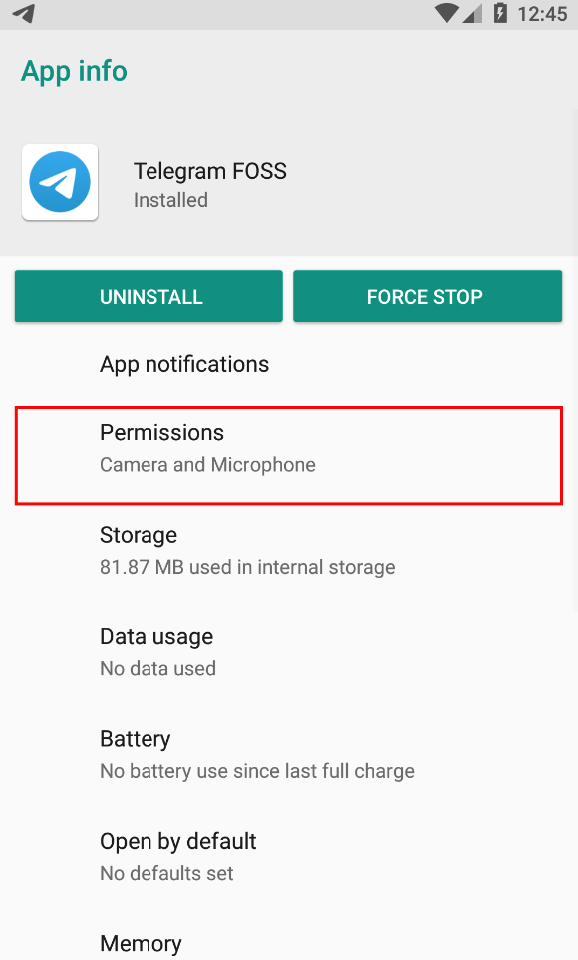 12:45
App info
Telegram FOSS
Installed
UNINSTALL
FORCE STOP
App notifications
Permissions
Camera and Microphone
Storage
81.87 MB used in internal storage
Data usage
No data used
Battery
No battery use since last full charge
Open by default
No defaults set
Memory